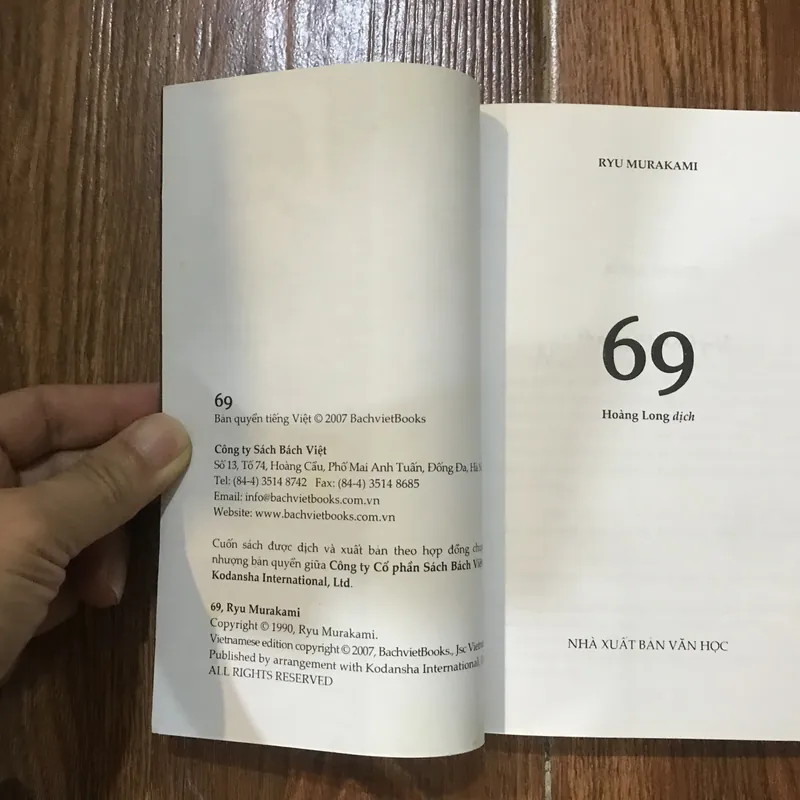 69
Bản quyền tiếng Việt © 2007 BachvietBooks
Công ty Sách Bách Việt
Số 13, Tổ 74, Hoàng Cầu, Phố Mai Anh Tuấn, Đống Đa, Hà
Tel: (84-4) 3514 8742 Fax: (84-4) 3514 8685
Email: info@bachvietbooks.com.vn
Website: www.bachvietbooks.com.vn
Cuốn sách được dịch và xuất bản theo hợp đồng
nhượng bản quyền giữa Công ty Cổ phần Sách Bách
Kodansha International, Ltd.
69, Ryu Murakami
Copyright © 1990, Ryu Murakami.
Vietnamese edition copyright © 2007, BachvietBooks., Jsc
Published by arrangement with Kodansha International,
ALL RIGHTS RESERVED
RYU MURAKAMI
69
Hoàng Long dịch
NHÀ XUẤT BẢN VĂN HỌC